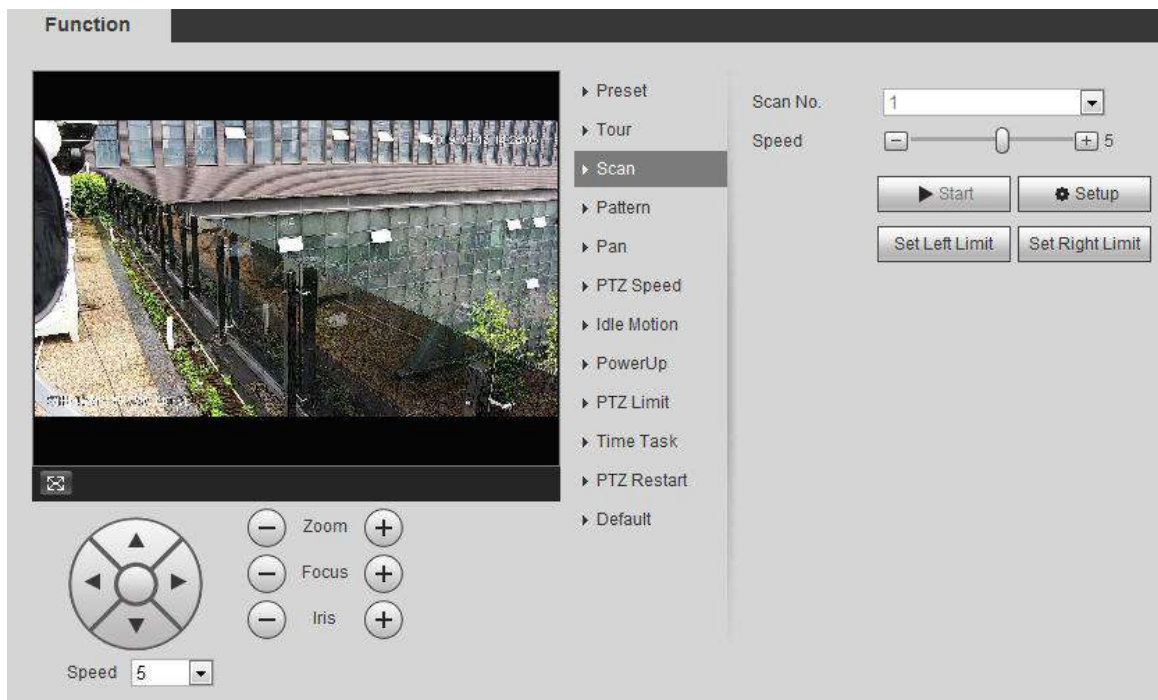 Function
Preset
Tour
Scan
Pattern
Pan
PTZ Speed
Idle Motion
PowerUp
PTZ Limit
Time Task
PTZ Restart
Default
Scan No. 1
Speed 5
Start Setup
Set Left Limit Set Right Limit
Zoom
Focus
Iris
Speed 5